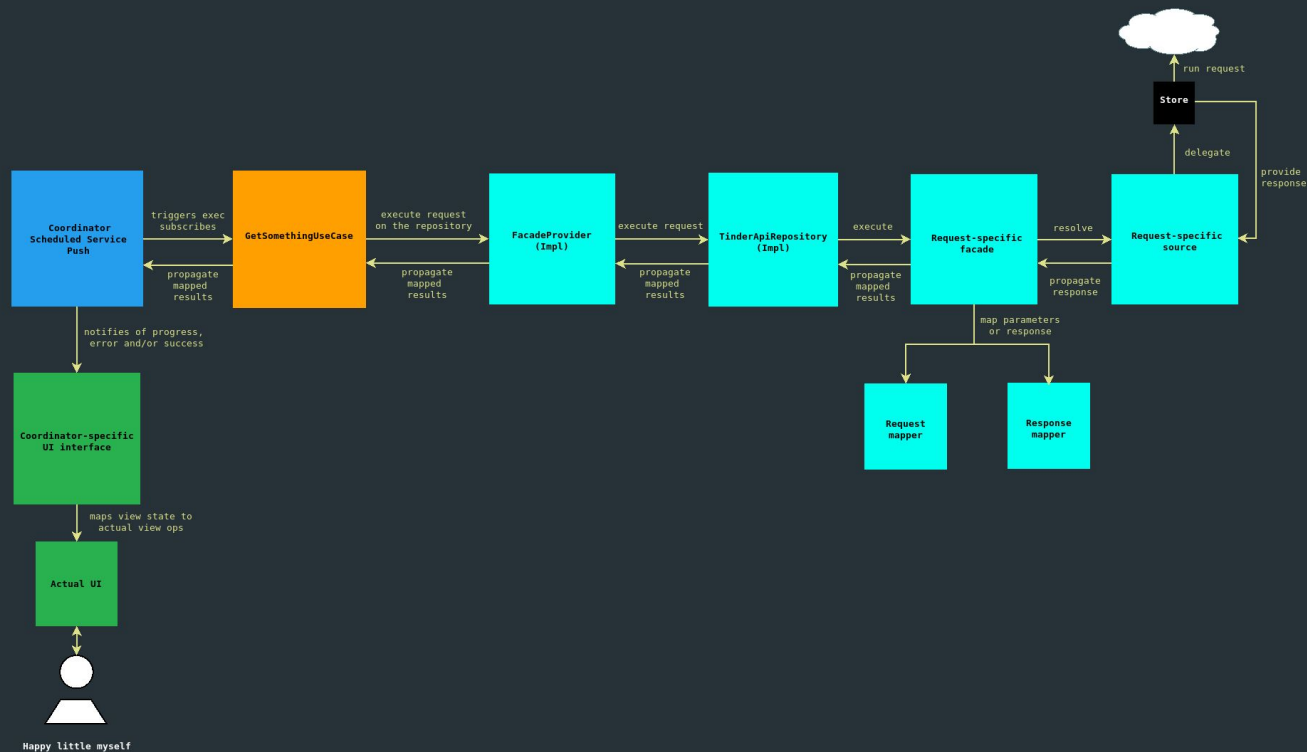 run request
Store
delegate
provide
response
Coordinator
Scheduled Service
Push
triggers exec
subscribes
propagate
mapped
results
GetSomethingUseCase
execute request
on the repository
propagate
mapped
results
FacadeProvider
(Impl)
execute request
propagate
mapped
results
TinderApiRepository
(Impl)
execute
propagate
mapped
results
Request-specific
facade
resolve
propagate
response
Request-specific
source
notifies of progress,
error and/or success
map parameters
or response
Coordinator-specific
UI interface
Request
mapper
Response
mapper
maps view state to
actual view ops
Actual UI
Happy little myself